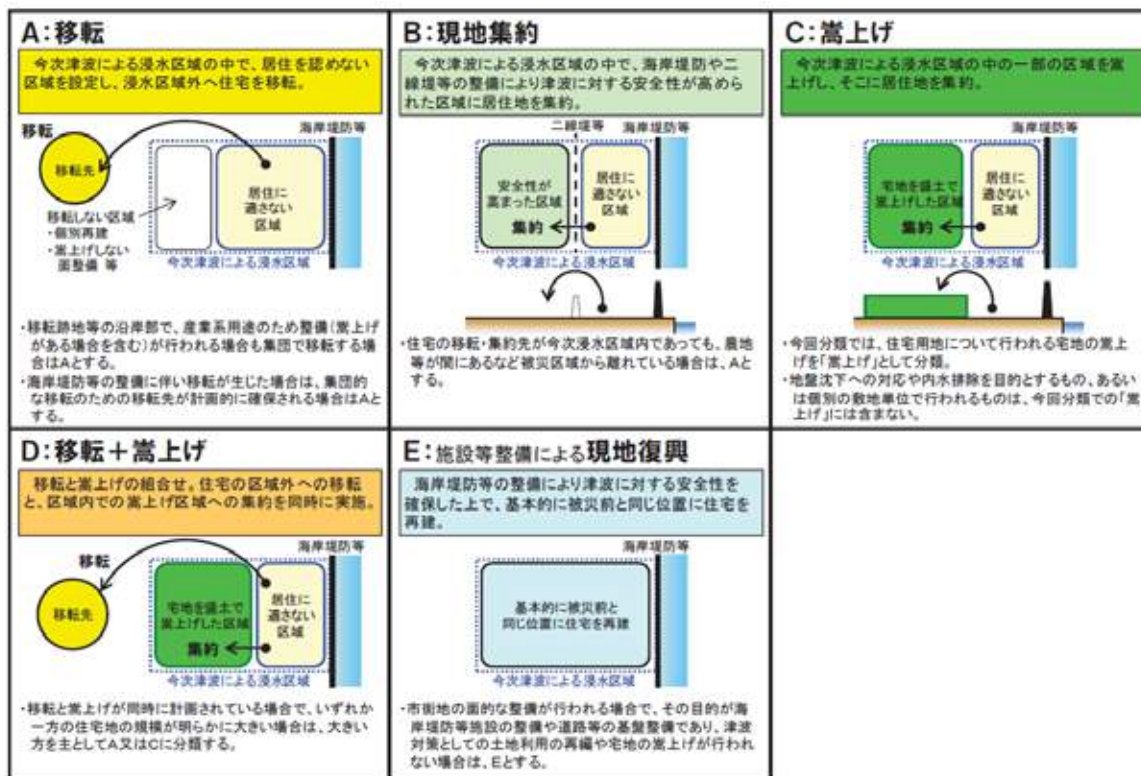 A:移転
今次津波による浸水区域の中で、居住を認めない
区域を設定し、浸水区域外へ住宅を移転。
移転
海岸堤防等
移転先
居住に
適さない
区域
移転しない区域
・個別再建
・嵩上げしない
面整備 等
今次津波による浸水区域
・移転跡地等の沿岸部で、産業系用途のため整備(嵩上げ
がある場合を含む)が行われる場合も集団で移転する場
合はAとする。
・海岸堤防等の整備に伴い移転が生じた場合は、集団的
な移転のための移転先が計画的に確保される場合はAと
する。
B:現地集約
今次津波による浸水区域の中で、海岸堤防や二
線堤等の整備により津波に対する安全性が高めら
れた区域に居住地を集約。
二線堤等
海岸堤防等
安全性が
高まった区域
集約
居住に
適さない
区域
今次津波による浸水区域
・住宅の移転・集約先が今次浸水区域内であっても、農地
等が間にあるなど被災区域から離れている場合は、Aと
する。
C:嵩上げ
今次津波による浸水区域の中の一部の区域を嵩
上げし、そこに居住地を集約。
海岸堤防等
宅地を盛土で
嵩上げした区域
集約
居住に
適さない
区域
今次津波による浸水区域
・今回分類では、住宅用地について行われる宅地の嵩上
げを「嵩上げ」として分類。
・地盤沈下への対応や内水排除を目的とするもの、あるい
は個別の敷地単位で行われるものは、今回分類での「嵩
上げ」には含まない。
D:移転+嵩上げ
移転と嵩上げの組合せ。住宅の区域外への移転
と、区域内での嵩上げ区域への集約を同時に実施。
海岸堤防等
移転
移転先
宅地を盛土で
嵩上げした区域
集約
居住に
適さない
区域
今次津波による浸水区域
・移転と嵩上げが同時に計画されている場合で、いずれか
一方の住宅地の規模が明らかに大きい場合は、大きい
方を主としてA又はCに分類する。
E:施設等整備による現地復興
海岸堤防等の整備により津波に対する安全性を
確保した上で、基本的に被災前と同じ位置に住宅を
再建。
海岸堤防等
基本的に被災前と
同じ位置に住宅を再建
今次津波による浸水区域
・市街地の面的な整備が行われる場合で、その目的が海
岸堤防等施設の整備や道路等の基盤整備であり、津波
対策としての土地利用の再編や宅地の嵩上げが行われ
ない場合は、Eとする。